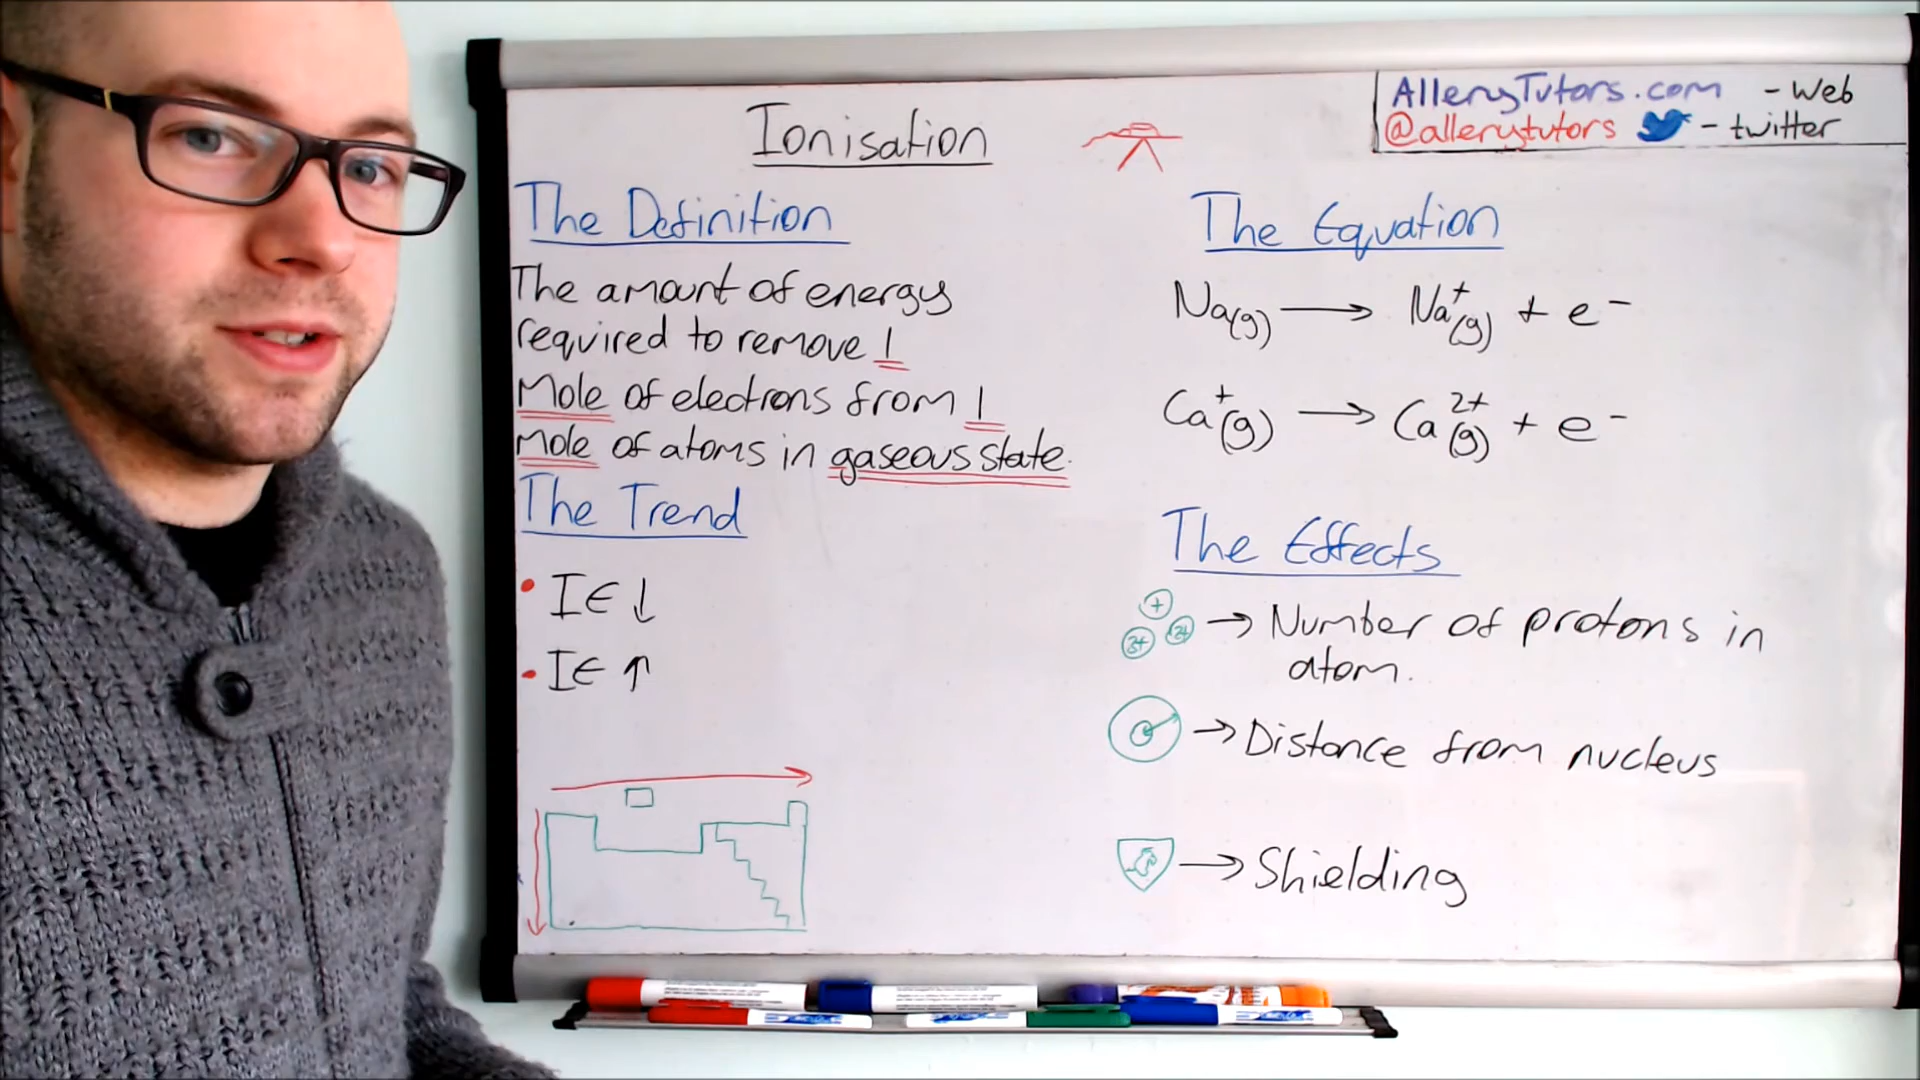 Ionisation
AlleryTutors.com - Web
@allerytutors - twitter
The Definition
The amount of energy
required to remove 1
Mole of electrons from 1
Mole of atoms in gaseous state.
The Trend
• IE ↓
• IE ↑
The Equation
Na(g) → Na⁺(g) + e⁻
Ca⁺(g) → Ca²⁺(g) + e⁻
The Effects
+
3+ 2+ → Number of protons in
atom.
→ Distance from nucleus
→ Shielding